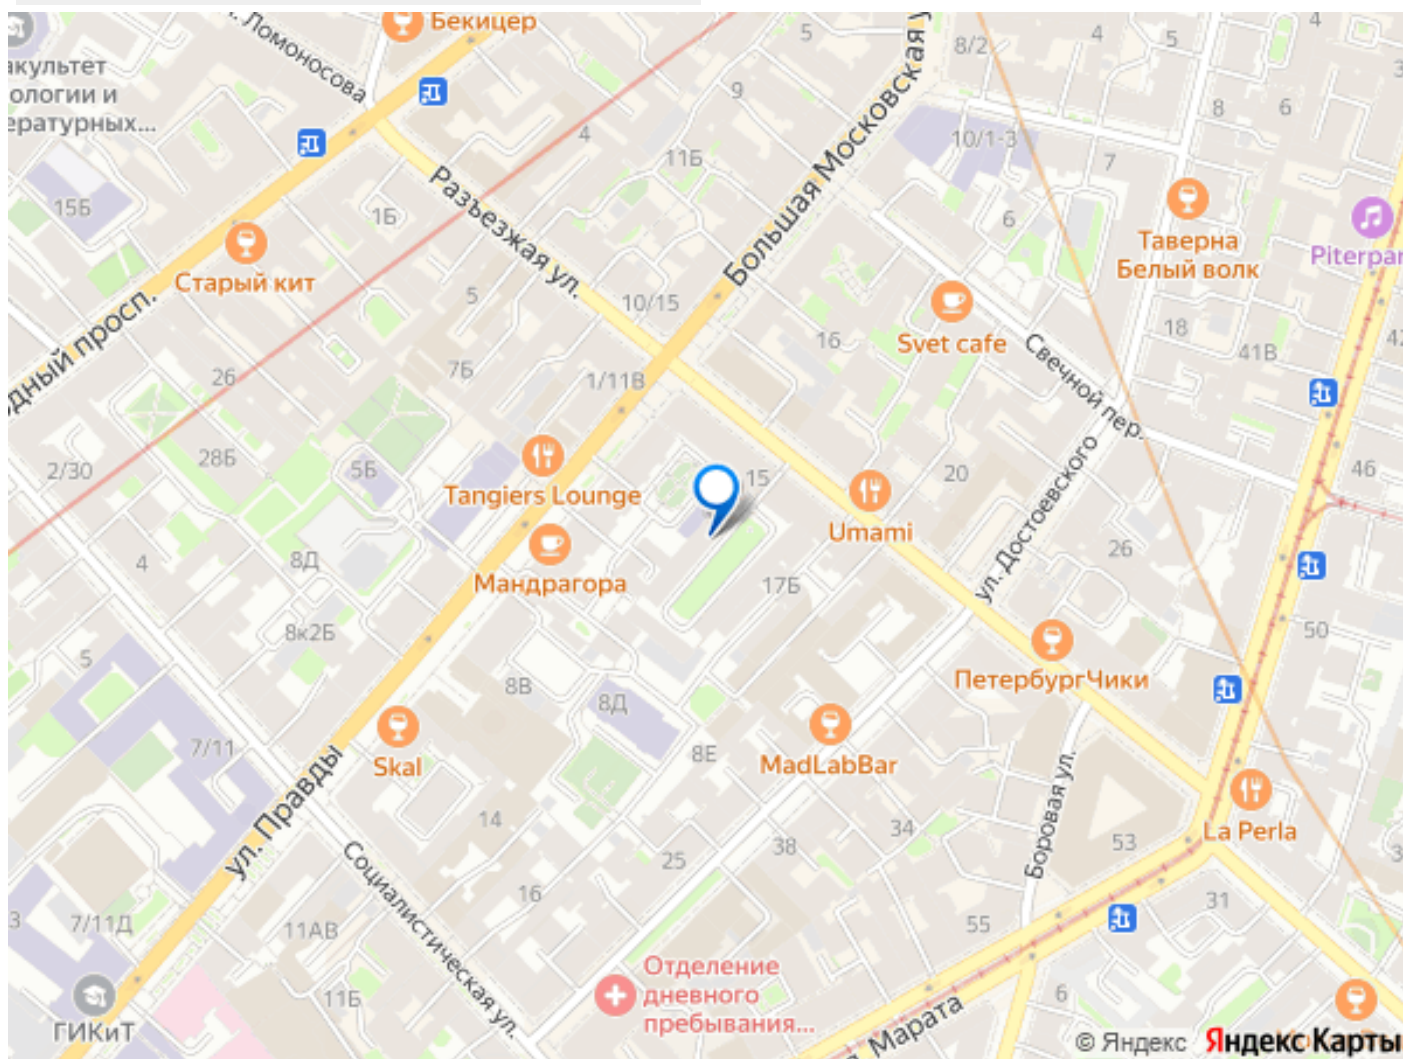 Бекицер
Ломоносова
акультет
ологии и
ературных...
8/2
4
5
4
5
9
8
6
4
11Б
Большая Московская
10/1-3
7
15Б
1Б
Разъезжая ул.
6
Таверна
Белый волк
Piterpar
Старый кит
5
10/15
дный просп.
16
Svet cafe
18
41В
42
Свечной пер.
26
7Б
1/11В
2/30
28Б
5Б
Tangiers Lounge
15
20
46
Umami
ул. Достоевского
26
4
8Д
Мандрагора
17Б
8к2Б
50
5
8В
8Д
ПетербургЧики
7/11
Skal
8Е
MadLabBar
Боровая ул.
La Perla
ул. Правды
14
34
53
Социалистическая ул.
25
38
16
31
3
7/11Д
11АВ
55
Отделение
дневного
пребывания...
11Б
6
ГИКиТ
Марата
© Яндекс
Яндекс Карты